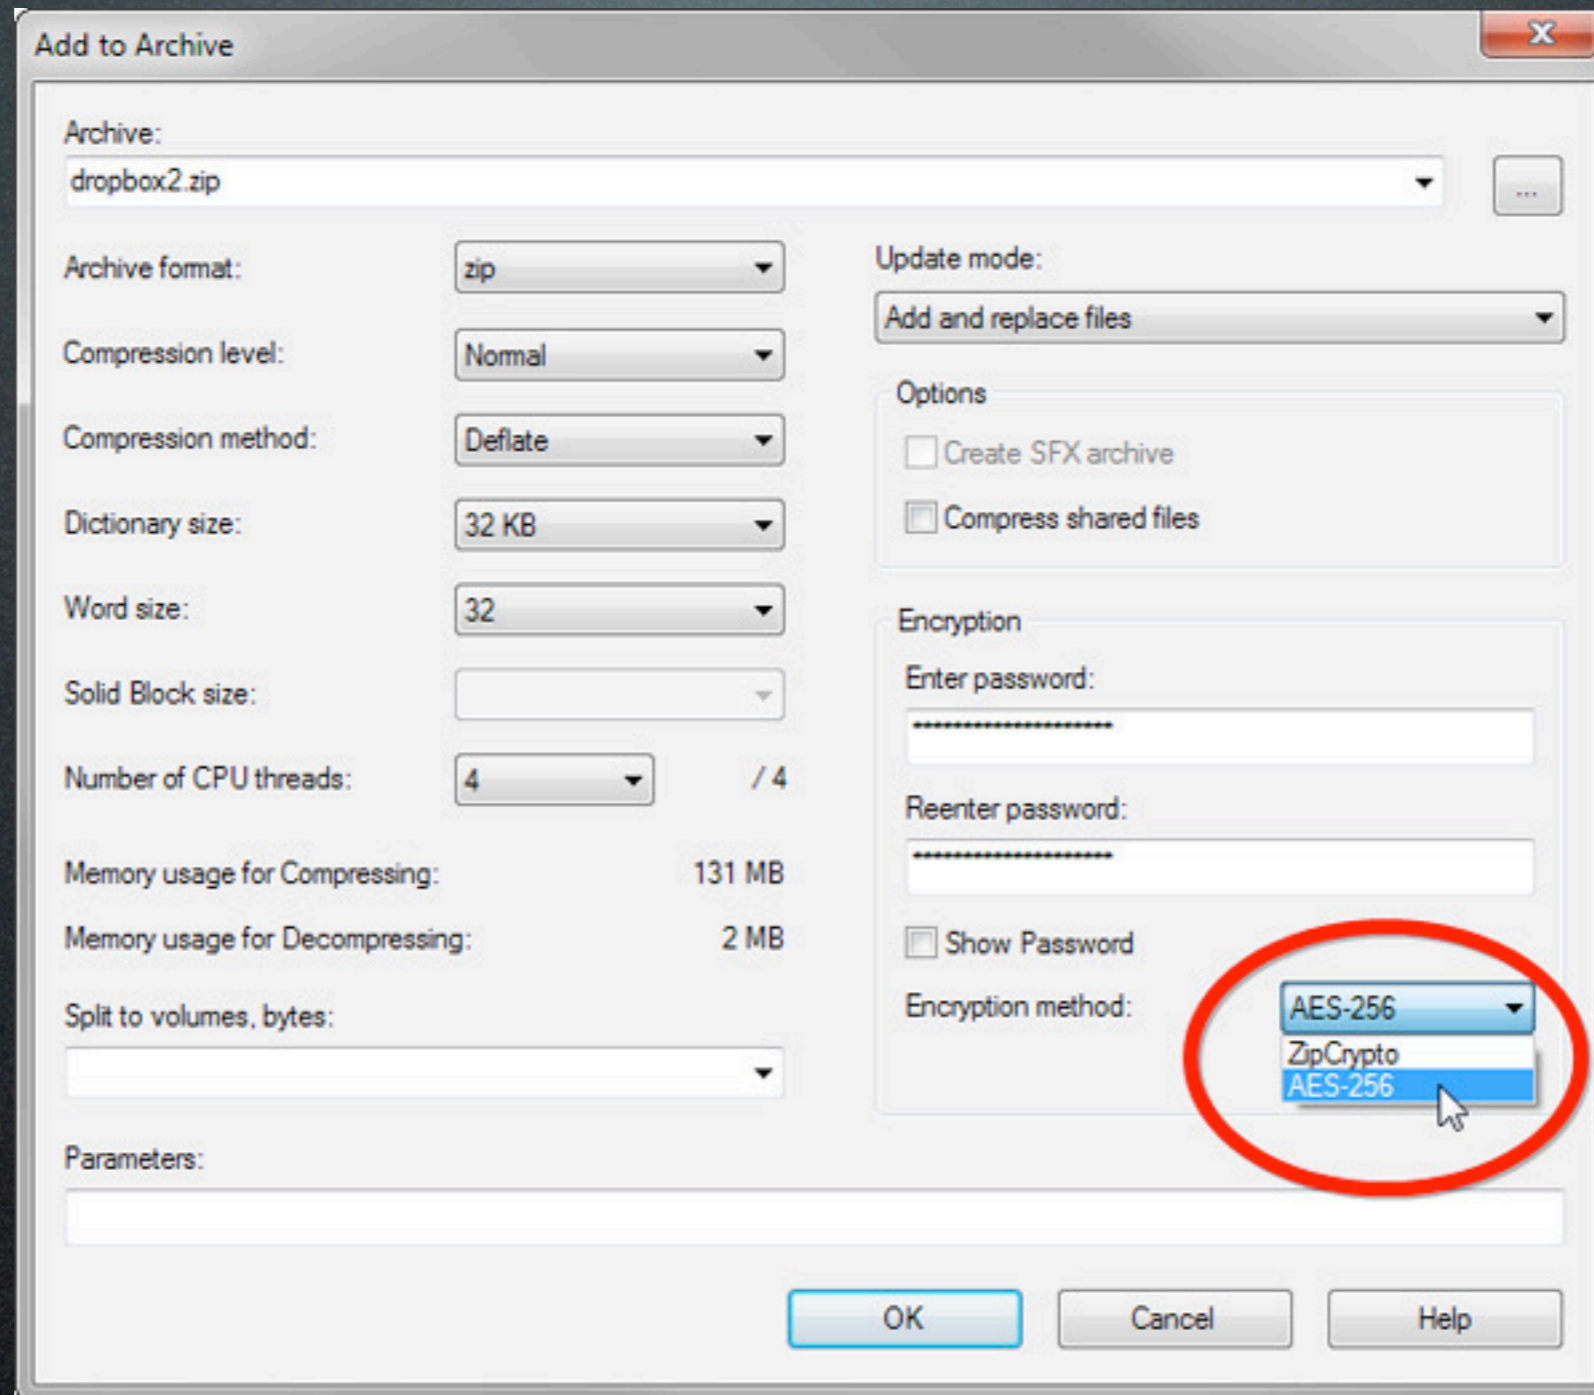 Add to Archive
Archive:
dropbox2.zip
...
Archive format:
zip
Compression level:
Normal
Compression method:
Deflate
Dictionary size:
32 KB
Word size:
32
Solid Block size:
Number of CPU threads:
4
/ 4
Memory usage for Compressing:
131 MB
Memory usage for Decompressing:
2 MB
Split to volumes, bytes:
Parameters:
Update mode:
Add and replace files
Options
Create SFX archive
Compress shared files
Encryption
Enter password:
********************
Reenter password:
********************
Show Password
Encryption method:
AES-256
ZipCrypto
AES-256
OK
Cancel
Help